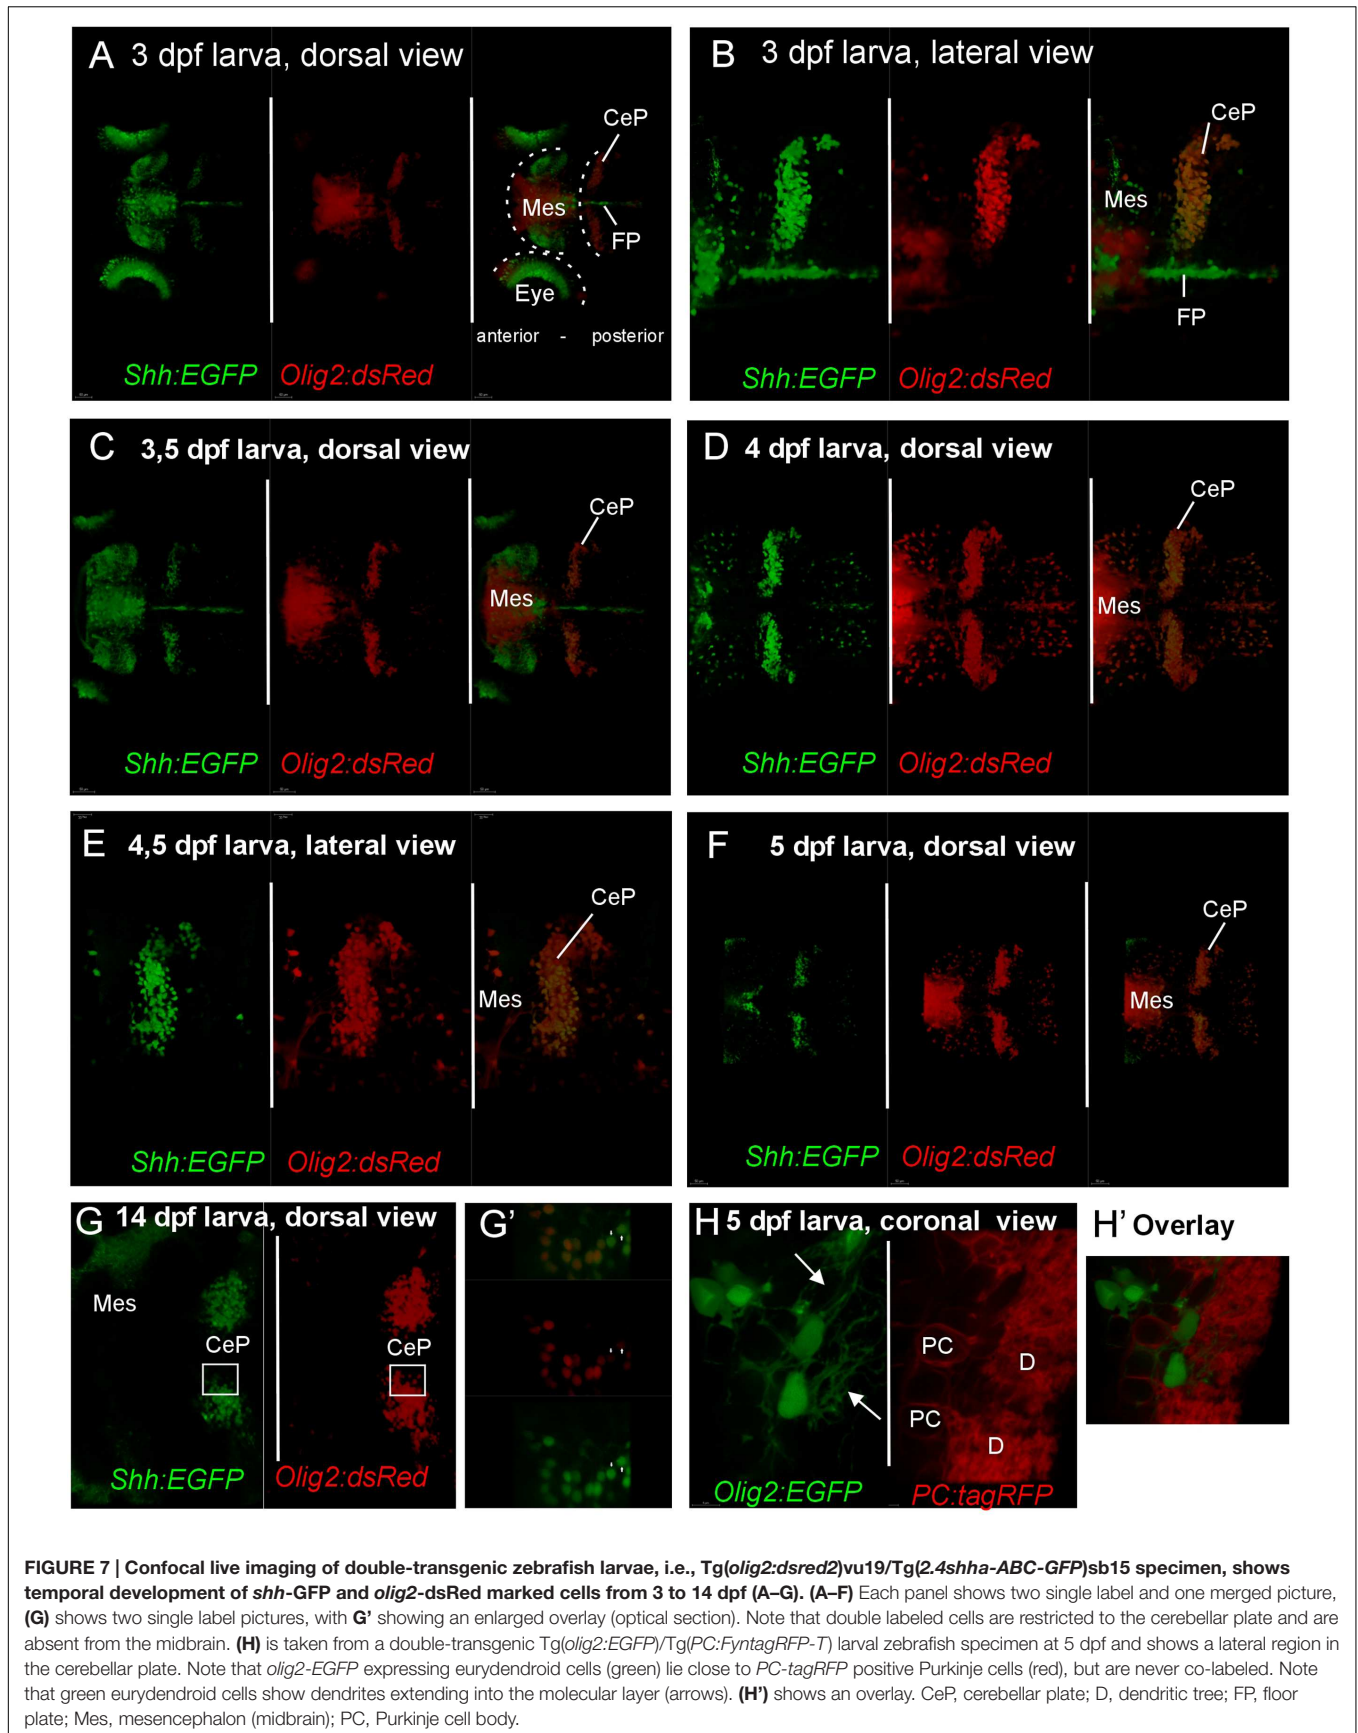 A 3 dpf larva, dorsal view
CeP
Mes
FP
Eye
anterior - posterior
Shh:EGFP Olig2:dsRed
B 3 dpf larva, lateral view
CeP
Mes
FP
Shh:EGFP Olig2:dsRed
C 3,5 dpf larva, dorsal view
CeP
Mes
Shh:EGFP Olig2:dsRed
D 4 dpf larva, dorsal view
CeP
Mes
Shh:EGFP Olig2:dsRed
E 4,5 dpf larva, lateral view
CeP
Mes
Shh:EGFP Olig2:dsRed
F 5 dpf larva, dorsal view
CeP
Mes
Shh:EGFP Olig2:dsRed
G 14 dpf larva, dorsal view
Mes
CeP CeP
Shh:EGFP Olig2:dsRed
G'
H 5 dpf larva, coronal view
PC
D
PC
D
Olig2:EGFP PC:tagRFP
H' Overlay
FIGURE 7 | Confocal live imaging of double-transgenic zebrafish larvae, i.e., Tg(olig2:dsred2)vu19/Tg(2.4shha-ABC-GFP)sb15 specimen, shows
temporal development of shh-GFP and olig2-dsRed marked cells from 3 to 14 dpf (A–G). (A–F) Each panel shows two single label and one merged picture,
(G) shows two single label pictures, with G' showing an enlarged overlay (optical section). Note that double labeled cells are restricted to the cerebellar plate and are
absent from the midbrain. (H) is taken from a double-transgenic Tg(olig2:EGFP)/Tg(PC:FyntagRFP-T) larval zebrafish specimen at 5 dpf and shows a lateral region in
the cerebellar plate. Note that olig2-EGFP expressing eurydendroid cells (green) lie close to PC-tagRFP positive Purkinje cells (red), but are never co-labeled. Note
that green eurydendroid cells show dendrites extending into the molecular layer (arrows). (H') shows an overlay. CeP, cerebellar plate; D, dendritic tree; FP, floor
plate; Mes, mesencephalon (midbrain); PC, Purkinje cell body.